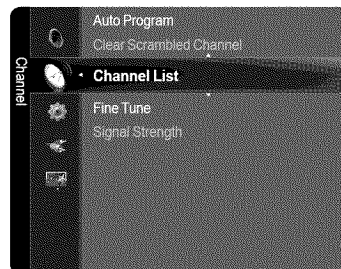 Channel
Auto Program
Clear Scrambled Channel
Channel List
Fine Tune
Signal Strength